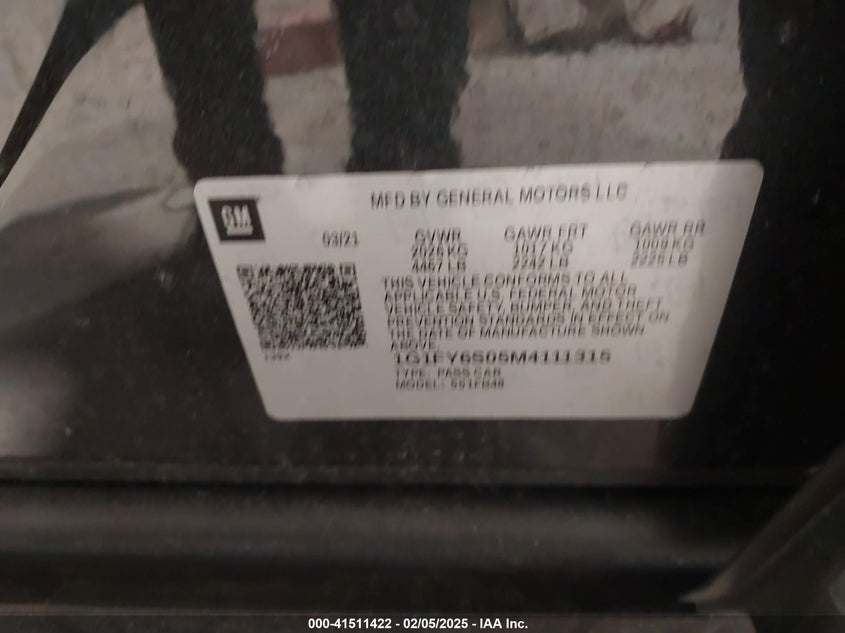 GM
MFD BY GENERAL MOTORS LLC
03/21
GVWR
2026 KG
4467 LB
GAWR FRT
1017 KG
2242 LB
GAWR RR
1009 KG
2225 LB
THIS VEHICLE CONFORMS TO ALL
APPLICABLE U.S. FEDERAL MOTOR
VEHICLE SAFETY, BUMPER, AND THEFT
PREVENTION STANDARDS IN EFFECT ON
THE DATE OF MANUFACTURE SHOWN
ABOVE.
1G1FY6S05M4111315
TYPE: PASS CAR
MODEL:
000-41511422 - 02/05/2025 - IAA Inc.